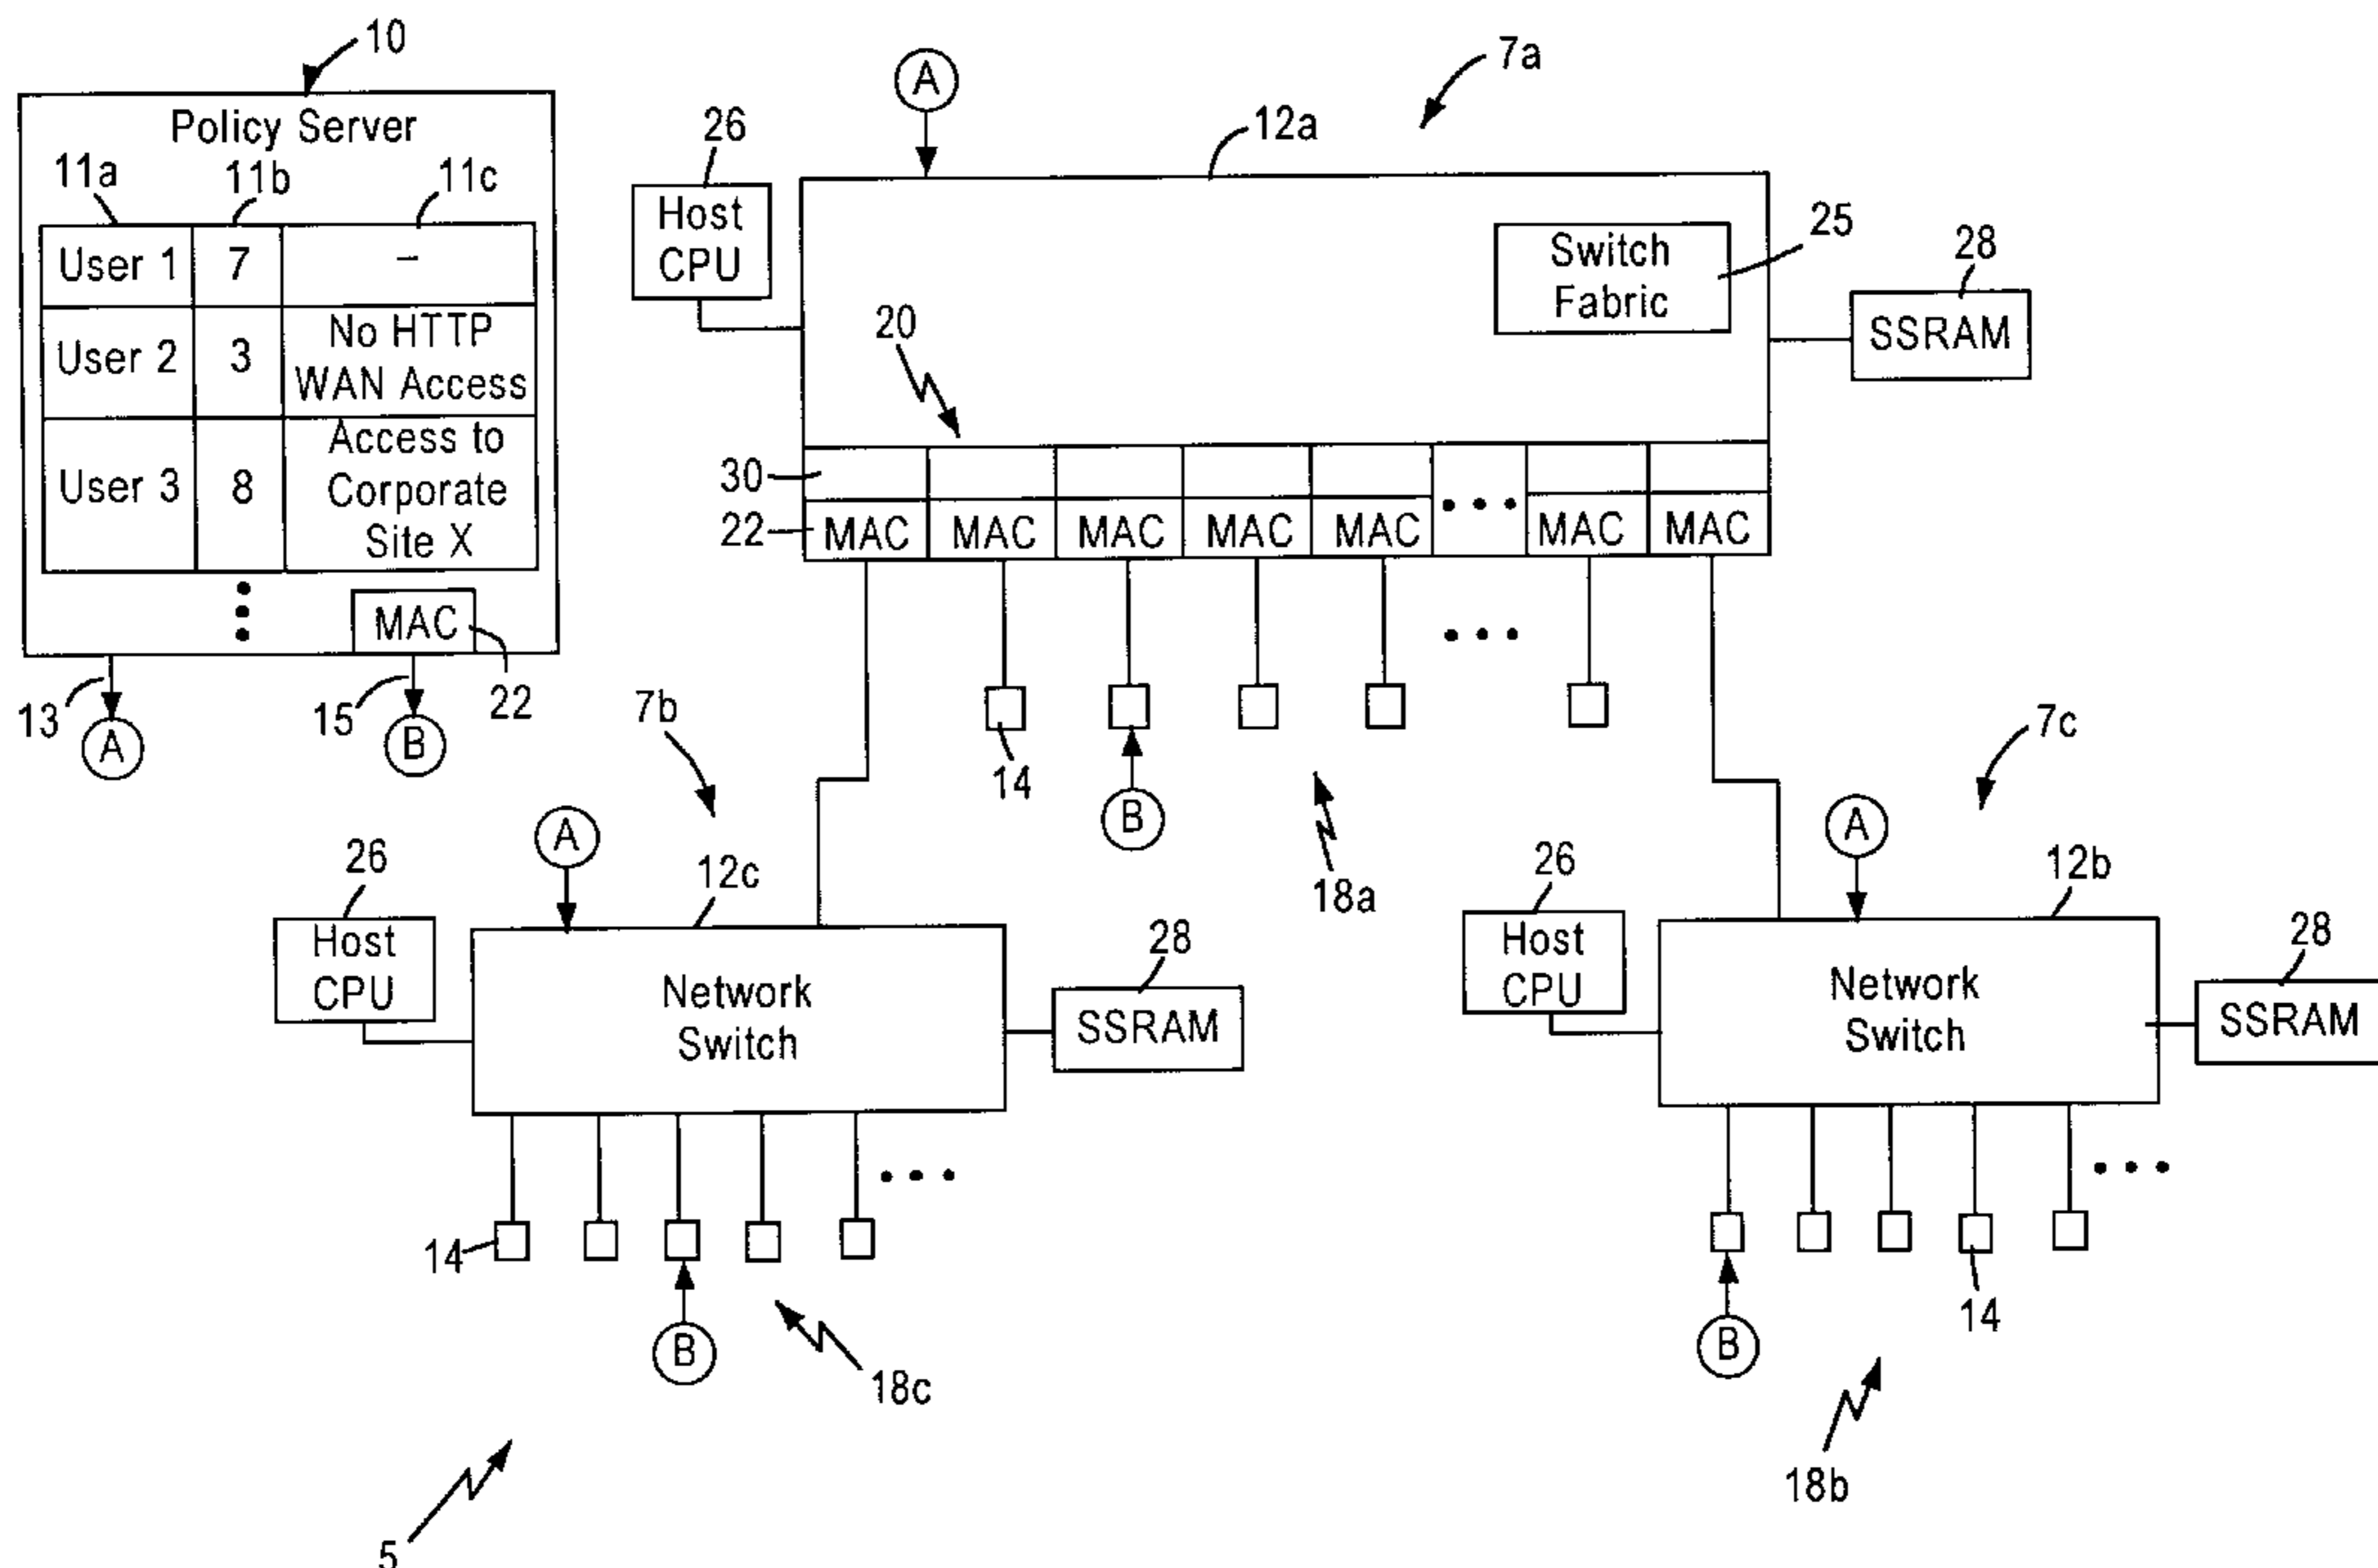 10
Policy Server
11a
11b
11c
User 1
7
–
User 2
3
No HTTP
WAN Access
User 3
8
Access to
Corporate
Site X
MAC
22
13
15
A
B
A
7a
12a
26
Host
CPU
Switch
Fabric
25
28
SSRAM
20
30
22
MAC
MAC
MAC
MAC
MAC
MAC
MAC
14
B
18a
7b
A
26
Host
CPU
12c
Network
Switch
28
SSRAM
14
B
18c
7c
A
26
Host
CPU
12b
Network
Switch
28
SSRAM
14
B
18b
5